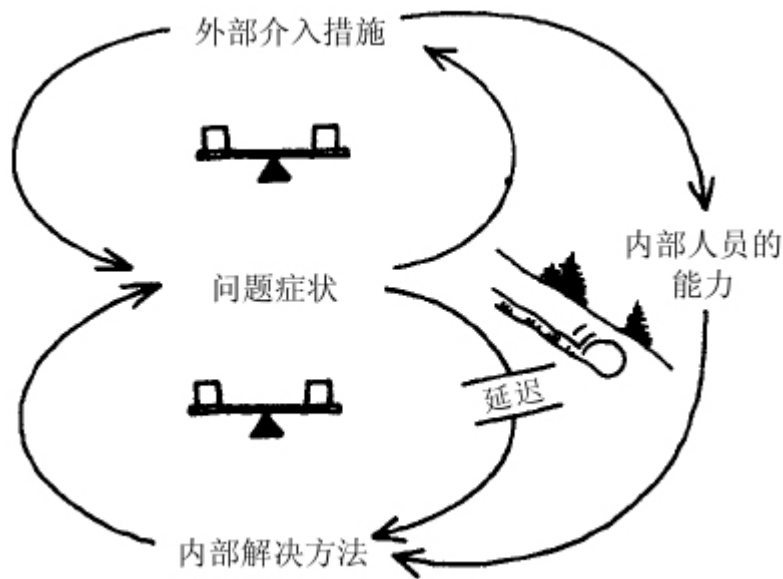 外部介入措施
内部人员的
能力
问题症状
延迟
内部解决方法